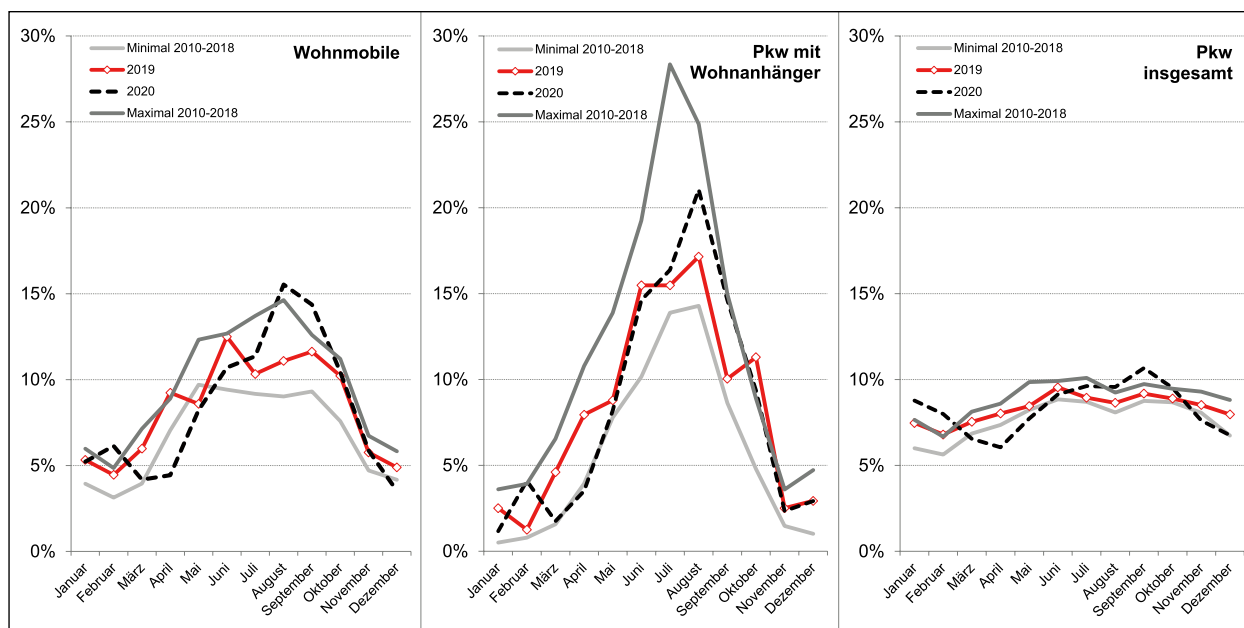 Wohnmobile
Minimal 2010-2018
2019
2020
Maximal 2010-2018
30%
25%
20%
15%
10%
5%
0%
Januar
Februar
März
April
Mai
Juni
Juli
August
September
Oktober
November
Dezember
Pkw mit
Wohnanhänger
Minimal 2010-2018
2019
2020
Maximal 2010-2018
30%
25%
20%
15%
10%
5%
0%
Januar
Februar
März
April
Mai
Juni
Juli
August
September
Oktober
November
Dezember
Pkw
insgesamt
Minimal 2010-2018
2019
2020
Maximal 2010-2018
30%
25%
20%
15%
10%
5%
0%
Januar
Februar
März
April
Mai
Juni
Juli
August
September
Oktober
November
Dezember